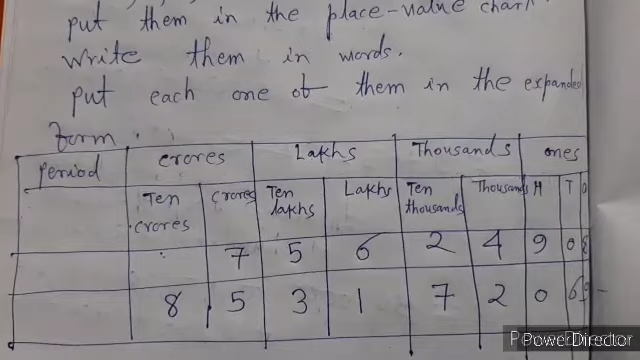 put them in the place-value chart.
write them in words.
put each one of them in the expanded
form.
Period crores Lakhs Thousands ones
Ten crores crores Ten lakhs Lakhs Ten thousands Thousands H T O
7 5 6 2 4 9 0 8
8 5 3 1 7 2 0 6
PowerDirector